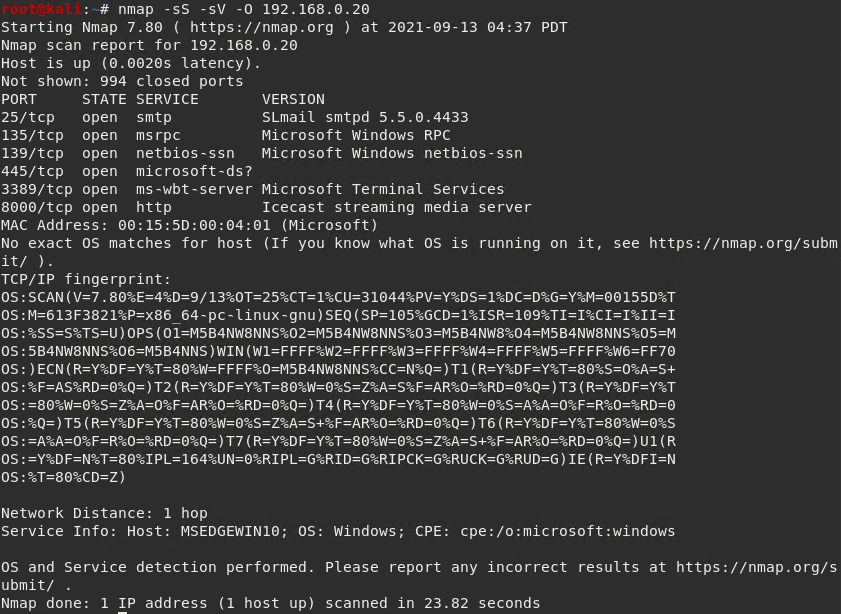 root@kali:~# nmap -sS -sV -O 192.168.0.20
Starting Nmap 7.80 ( https://nmap.org ) at 2021-09-13 04:37 PDT
Nmap scan report for 192.168.0.20
Host is up (0.0020s latency).
Not shown: 994 closed ports
PORT     STATE SERVICE       VERSION
25/tcp   open  smtp          SLmail smtpd 5.5.0.4433
135/tcp  open  msrpc         Microsoft Windows RPC
139/tcp  open  netbios-ssn   Microsoft Windows netbios-ssn
445/tcp  open  microsoft-ds?
3389/tcp open  ms-wbt-server Microsoft Terminal Services
8000/tcp open  http          Icecast streaming media server
MAC Address: 00:15:5D:00:04:01 (Microsoft)
No exact OS matches for host (If you know what OS is running on it, see https://nmap.org/subm
it/ ).
TCP/IP fingerprint:
OS:SCAN(V=7.80%E=4%D=9/13%OT=25%CT=1%CU=31044%PV=Y%DS=1%DC=D%G=Y%M=00155D%T
OS:M=613F3821%P=x86_64-pc-linux-gnu)SEQ(SP=105%GCD=1%ISR=109%TI=I%CI=I%II=I
OS:%SS=S%TS=U)OPS(O1=M5B4NW8NNS%O2=M5B4NW8NNS%O3=M5B4NW8%O4=M5B4NW8NNS%O5=M
OS:5B4NW8NNS%O6=M5B4NNS)WIN(W1=FFFF%W2=FFFF%W3=FFFF%W4=FFFF%W5=FFFF%W6=FF70
OS:)ECN(R=Y%DF=Y%T=80%W=FFFF%O=M5B4NW8NNS%CC=N%Q=)T1(R=Y%DF=Y%T=80%S=O%A=S+
OS:%F=AS%RD=0%Q=)T2(R=Y%DF=Y%T=80%W=0%S=Z%A=S%F=AR%O=%RD=0%Q=)T3(R=Y%DF=Y%T
OS:=80%W=0%S=Z%A=O%F=AR%O=%RD=0%Q=)T4(R=Y%DF=Y%T=80%W=0%S=A%A=O%F=R%O=%RD=0
OS:%Q=)T5(R=Y%DF=Y%T=80%W=0%S=Z%A=S+%F=AR%O=%RD=0%Q=)T6(R=Y%DF=Y%T=80%W=0%S
OS:=A%A=O%F=R%O=%RD=0%Q=)T7(R=Y%DF=Y%T=80%W=0%S=Z%A=S+%F=AR%O=%RD=0%Q=)U1(R
OS:=Y%DF=N%T=80%IPL=164%UN=0%RIPL=G%RID=G%RIPCK=G%RUCK=G%RUD=G)IE(R=Y%DFI=N
OS:%T=80%CD=Z)
Network Distance: 1 hop
Service Info: Host: MSEDGEWIN10; OS: Windows; CPE: cpe:/o:microsoft:windows
OS and Service detection performed. Please report any incorrect results at https://nmap.org/s
ubmit/ .
Nmap done: 1 IP address (1 host up) scanned in 23.82 seconds